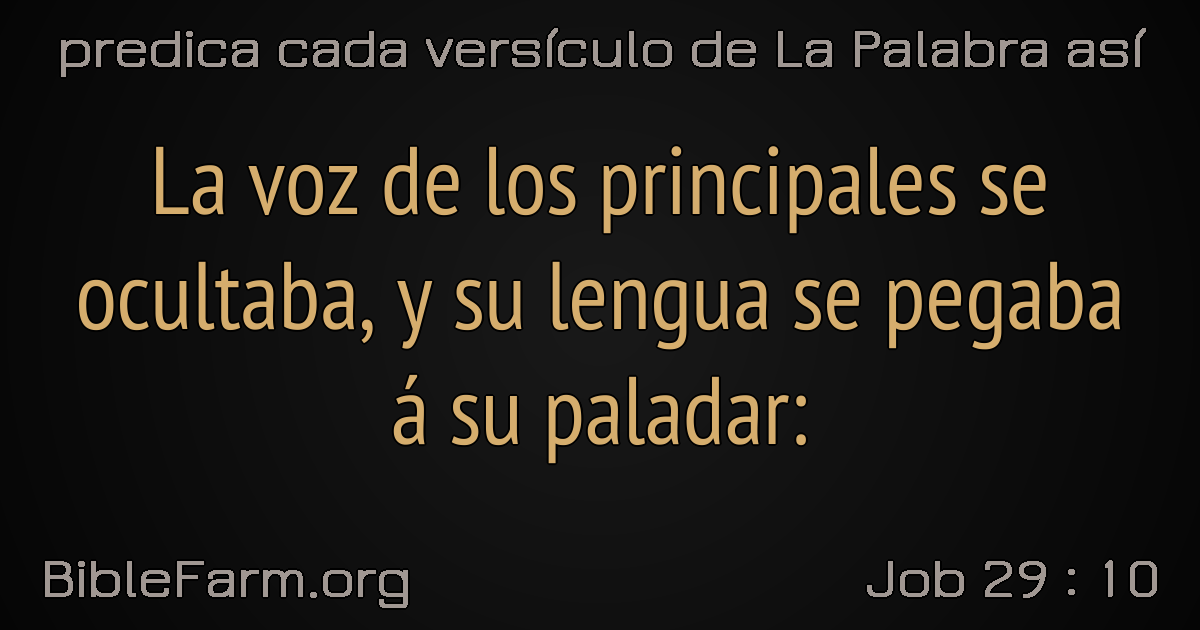 predica cada versículo de La Palabra así
La voz de los principales se
ocultaba, y su lengua se pegaba
á su paladar:
BibleFarm.org
Job 29 : 10